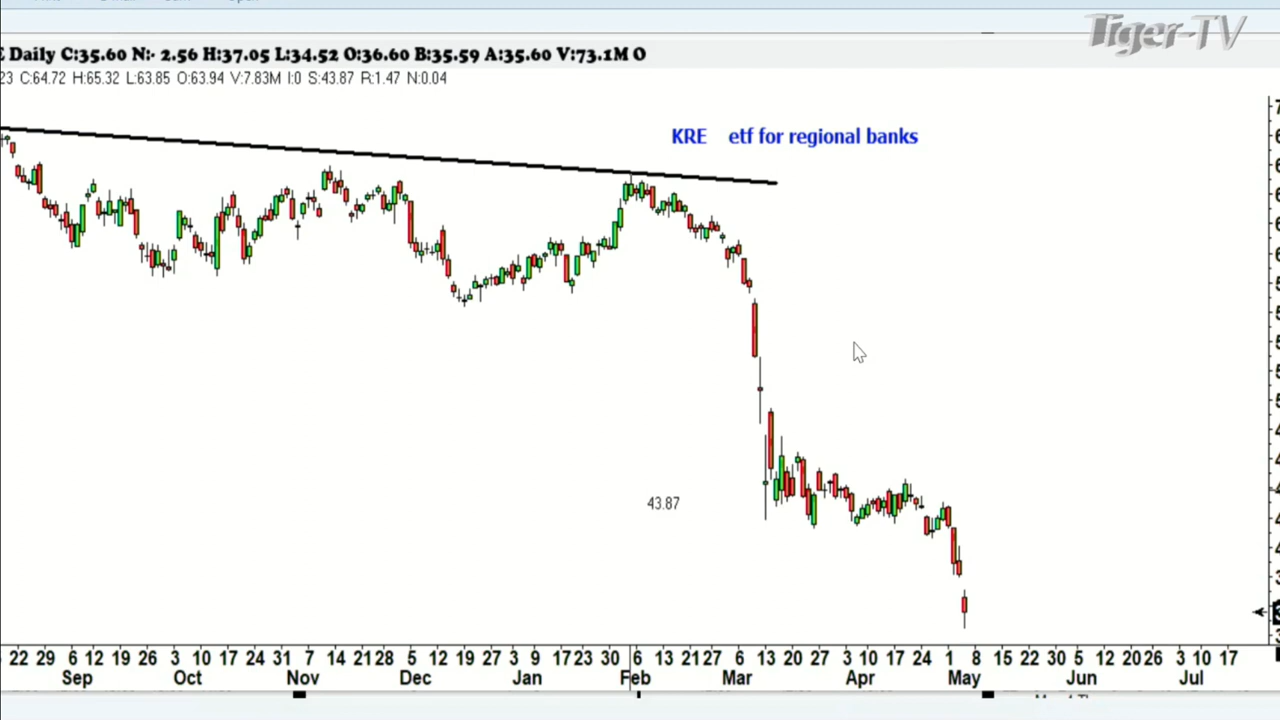 Tiger-TV
E Daily C:35.60 N:- 2.56 H:37.05 L:34.52 O:36.60 B:35.59 A:35.60 V:73.1M O
23 C:64.72 H:65.32 L:63.85 O:63.94 V:7.83M I:0 S:43.87 R:1.47 N:0.04
KRE etf for regional banks
43.87
22 29 6 12 19 26 3 10 17 24 31 7 14 21 28 5 12 19 27 3 9 17 23 30 6 13 21 27 6 13 20 27 3 10 17 24 1 8 15 22 30 5 12 20 26 3 10 17
Sep Oct Nov Dec Jan Feb Mar Apr May Jun Jul